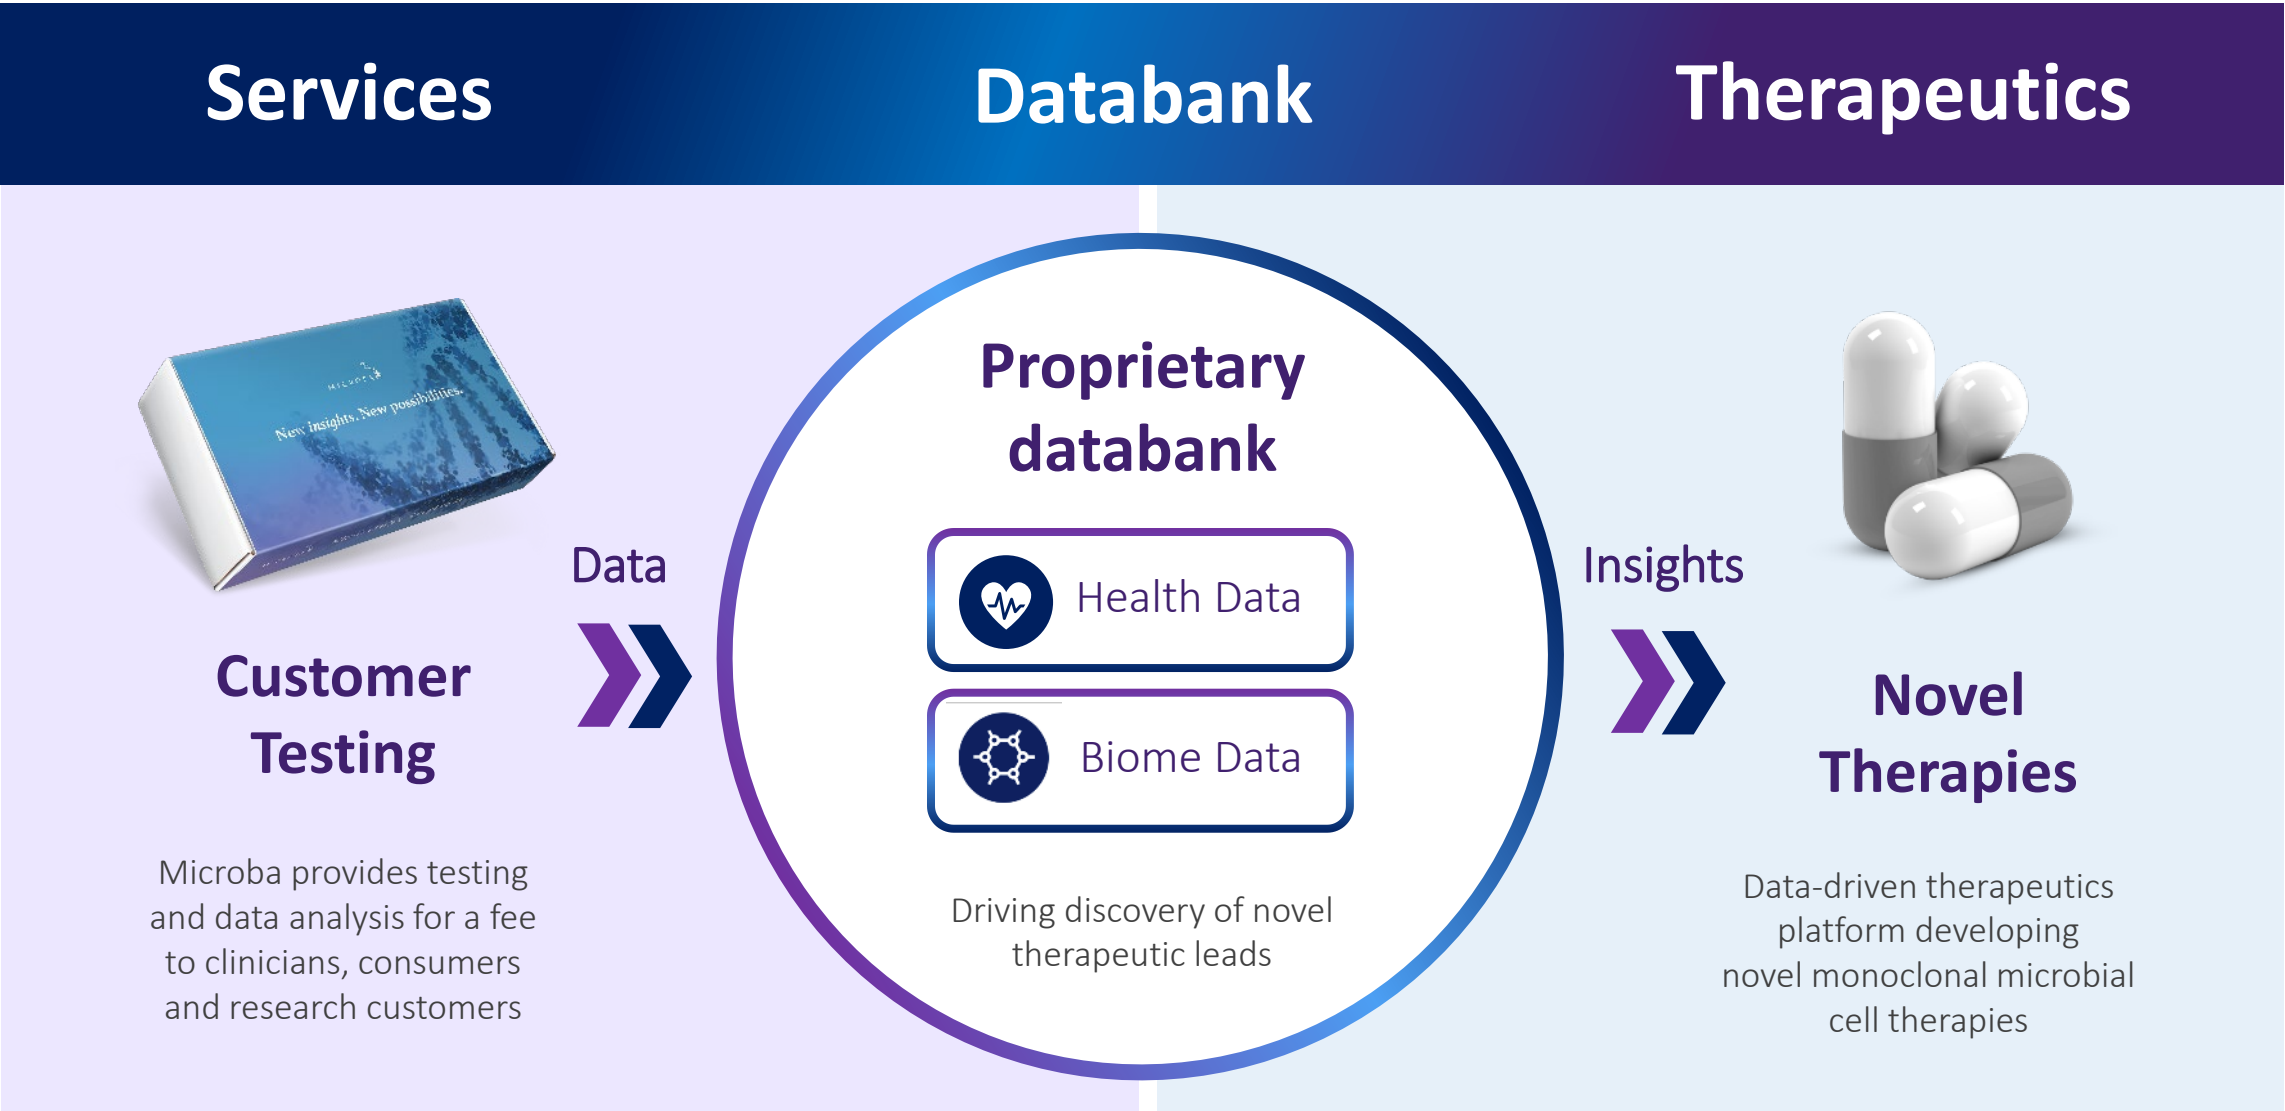 Services
Databank
Therapeutics
New insights. New possibilities.
Customer
Testing
Microba provides testing
and data analysis for a fee
to clinicians, consumers
and research customers
Data
Proprietary
databank
Health Data
Biome Data
Driving discovery of novel
therapeutic leads
Insights
Novel
Therapies
Data-driven therapeutics
platform developing
novel monoclonal microbial
cell therapies